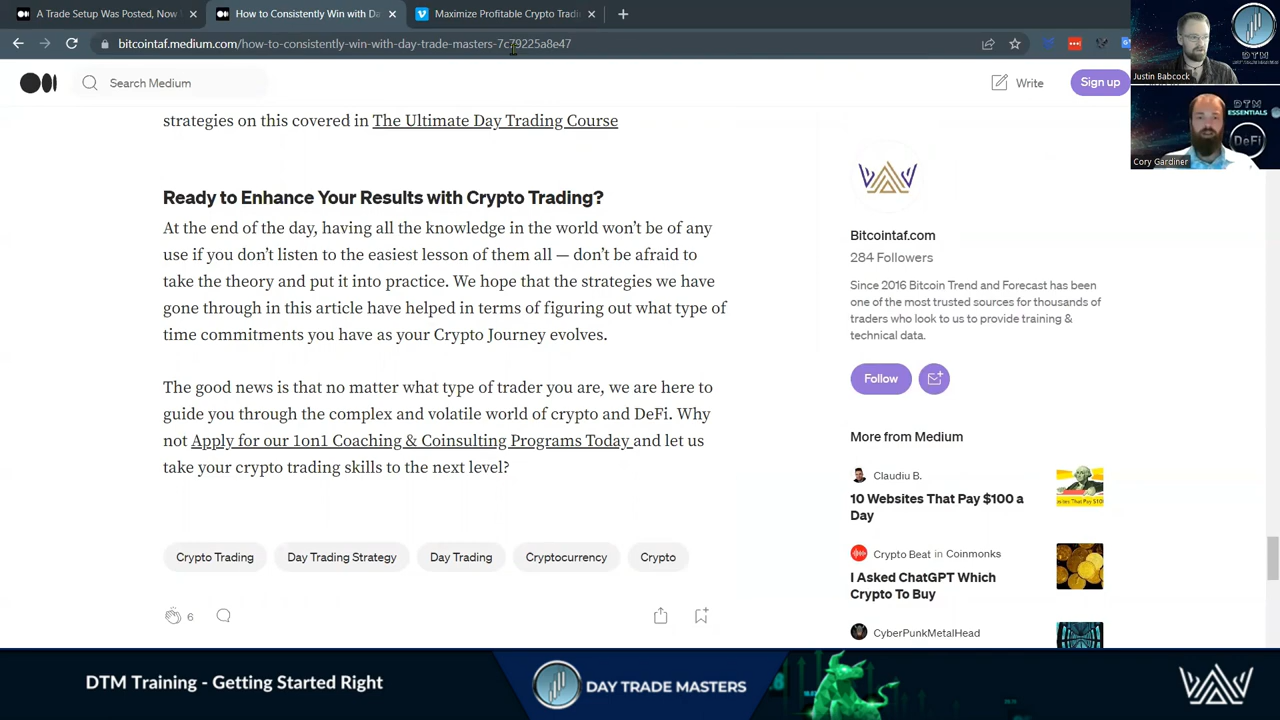 A Trade Setup Was Posted, Now
How to Consistently Win with Da
Maximize Profitable Crypto Tradi
bitcointaf.medium.com/how-to-consistently-win-with-day-trade-masters-7c79225a8e47
Search Medium
Write
Sign up
Justin Babcock
DTM
ESSENTIALS
DeFi
Cory Gardiner
strategies on this covered in The Ultimate Day Trading Course
Ready to Enhance Your Results with Crypto Trading?
At the end of the day, having all the knowledge in the world won’t be of any
use if you don’t listen to the easiest lesson of them all — don’t be afraid to
take the theory and put it into practice. We hope that the strategies we have
gone through in this article have helped in terms of figuring out what type of
time commitments you have as your Crypto Journey evolves.
The good news is that no matter what type of trader you are, we are here to
guide you through the complex and volatile world of crypto and DeFi. Why
not Apply for our 1on1 Coaching & Coinsulting Programs Today and let us
take your crypto trading skills to the next level?
Crypto Trading
Day Trading Strategy
Day Trading
Cryptocurrency
Crypto
6
Bitcointaf.com
284 Followers
Since 2016 Bitcoin Trend and Forecast has been
one of the most trusted sources for thousands of
traders who look to us to provide training &
technical data.
Follow
More from Medium
Claudiu B.
10 Websites That Pay $100 a
Day
Crypto Beat in Coinmonks
I Asked ChatGPT Which
Crypto To Buy
CyberPunkMetalHead
DTM Training - Getting Started Right
DAY TRADE MASTERS